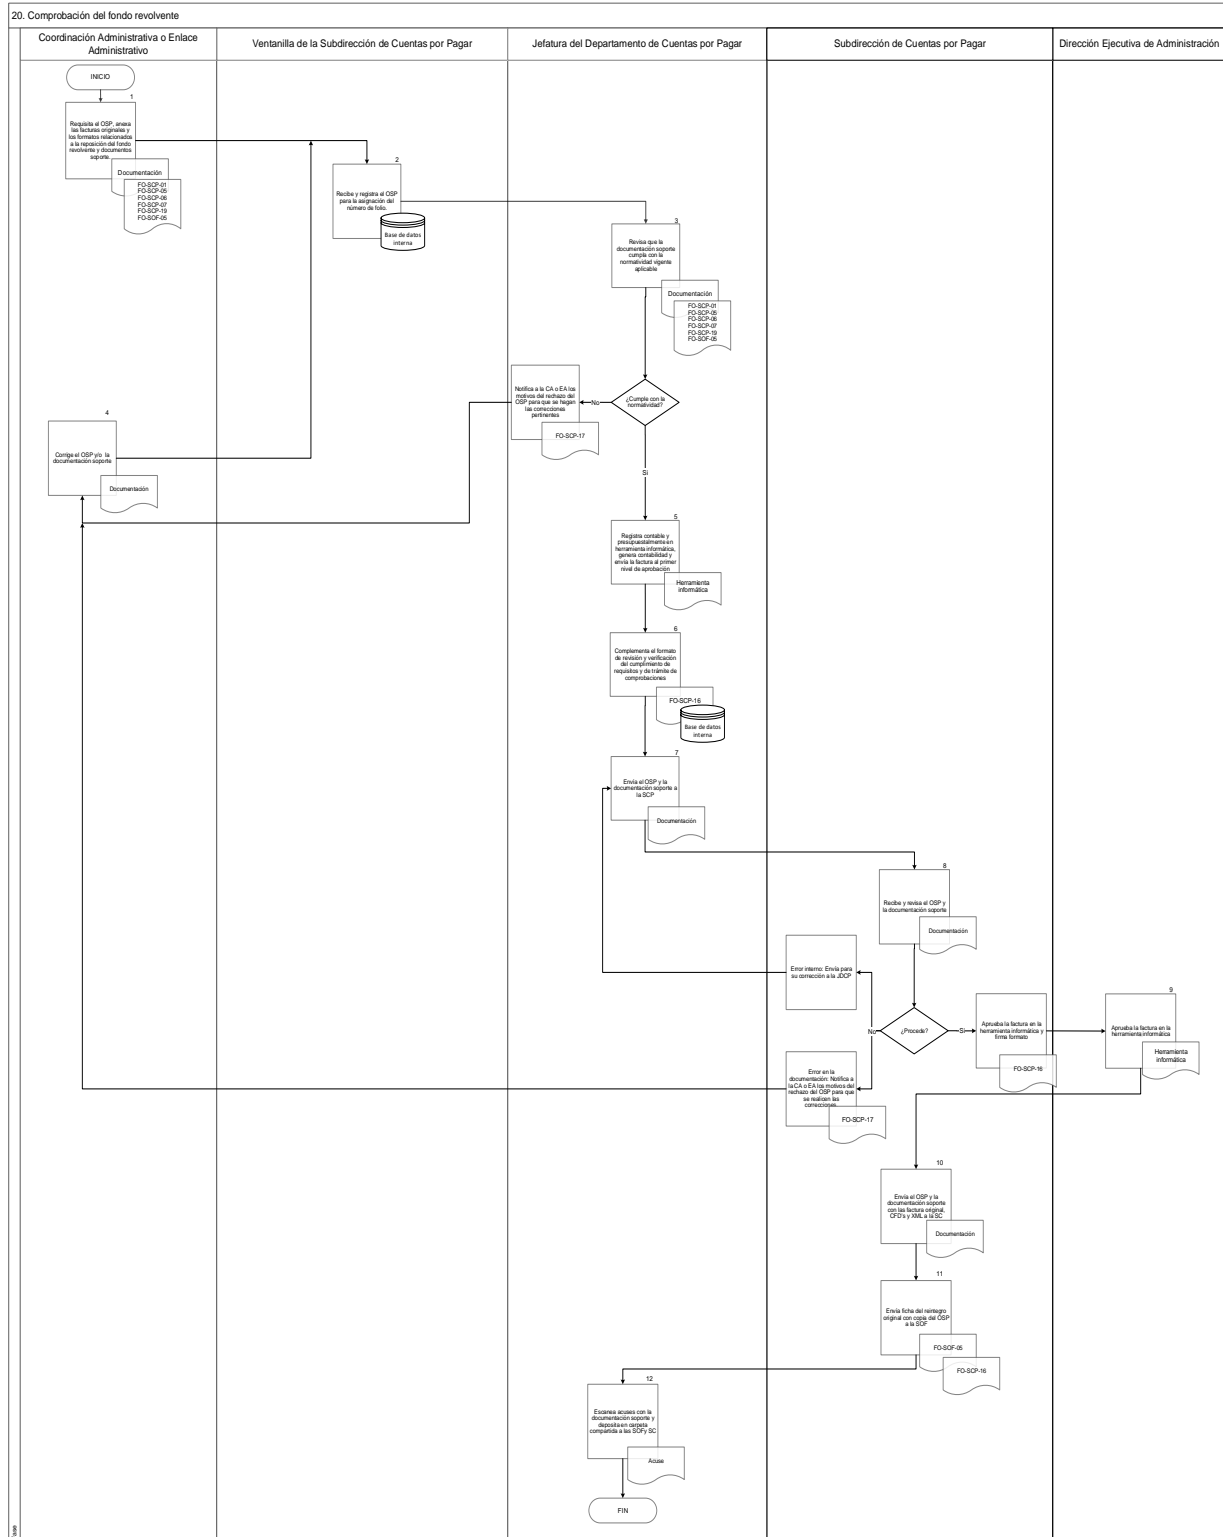 20. Comprobación del fondo revolvente
Coordinación Administrativa o Enlace
Administrativo
Ventanilla de la Subdirección de Cuentas por Pagar
Jefatura del Departamento de Cuentas por Pagar
Subdirección de Cuentas por Pagar
Dirección Ejecutiva de Administración
INICIO
1
Requisita el OSP, anexa
las facturas originales y
los formatos relacionados
a la reposición del fondo
revolvente y documentos
soporte.
Documentación
FO-SCP-01
FO-SCP-05
FO-SCP-06
FO-SCP-07
FO-SCP-19
FO-SOF-05
2
Recibe y registra el OSP
para la asignación del
número de folio.
Base de datos
interna
3
Revisa que la
documentación soporte
cumpla con la
normatividad vigente
aplicable
Documentación
FO-SCP-01
FO-SCP-05
FO-SCP-06
FO-SCP-07
FO-SCP-19
FO-SOF-05
¿Cumple con la
normatividad?
No
Notifica a la CA o EA los
motivos del rechazo del
OSP para que se hagan
las correcciones
pertinentes
FO-SCP-17
4
Corrige el OSP y/o la
documentación soporte
Documentación
Si
5
Registra contable y
presupuestalmente en
herramienta informática,
genera contabilidad y
envía la factura al primer
nivel de aprobación
Herramienta
informática
6
Complementa el formato
de revisión y verificación
del cumplimiento de
requisitos y de trámite de
comprobaciones
FO-SCP-16
Base de datos
interna
7
Envía el OSP y la
documentación soporte a
la SCP
Documentación
8
Recibe y revisa el OSP y
la documentación soporte
Documentación
Error interno: Envía para
su corrección a la JDCP
¿Procede?
No
Si
Aprueba la factura en la
herramienta informática y
firma formato
FO-SCP-16
9
Aprueba la factura en la
herramienta informática
Herramienta
informática
Error en la
documentación: Notifica a
la CA o EA los motivos del
rechazo del OSP para que
se realicen las
correcciones
FO-SCP-17
10
Envía el OSP y la
documentación soporte
con las factura original,
CFD's y XML a la SC
Documentación
11
Envía ficha del reintegro
original con copia del OSP
a la SOF
FO-SOF-05
FO-SCP-16
12
Escanea acuses con la
documentación soporte y
deposita en carpeta
compartida a las SOF y SC
Acuse
FIN
Fase